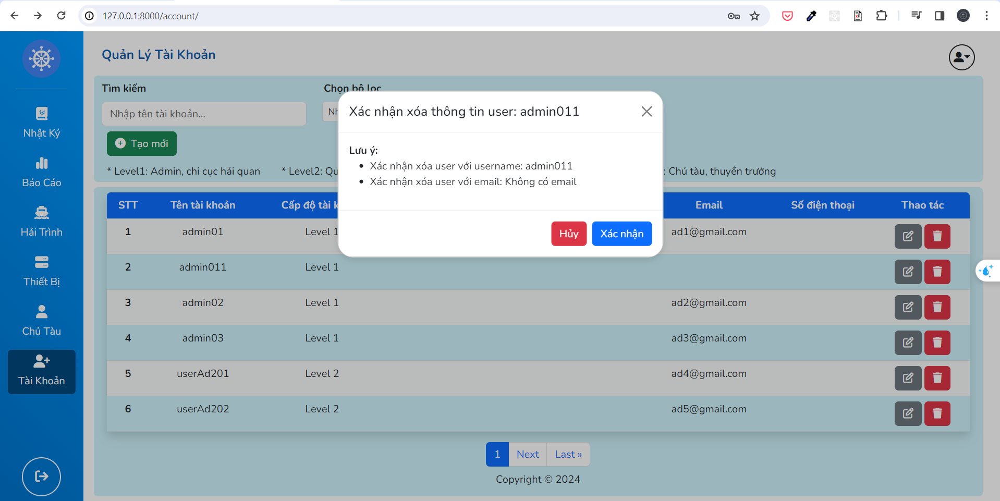 127.0.0.1:8000/account/
Quản Lý Tài Khoản
Nhật Ký
Báo Cáo
Hải Trình
Thiết Bị
Chủ Tàu
Tài Khoản
Tìm kiếm
Chọn bộ lọc
Nhập tên tài khoản...
Tạo mới
* Level1: Admin, chi cục hải quan * Level2: : Chủ tàu, thuyền trưởng
Xác nhận xóa thông tin user: admin011
Lưu ý:
• Xác nhận xóa user với username: admin011
• Xác nhận xóa user với email: Không có email
Hủy Xác nhận
STT Tên tài khoản Cấp độ tài Email Số điện thoại Thao tác
1 admin01 Level 1 ad1@gmail.com
2 admin011 Level 1
3 admin02 Level 1 ad2@gmail.com
4 admin03 Level 1 ad3@gmail.com
5 userAd201 Level 2 ad4@gmail.com
6 userAd202 Level 2 ad5@gmail.com
1 Next Last »
Copyright © 2024